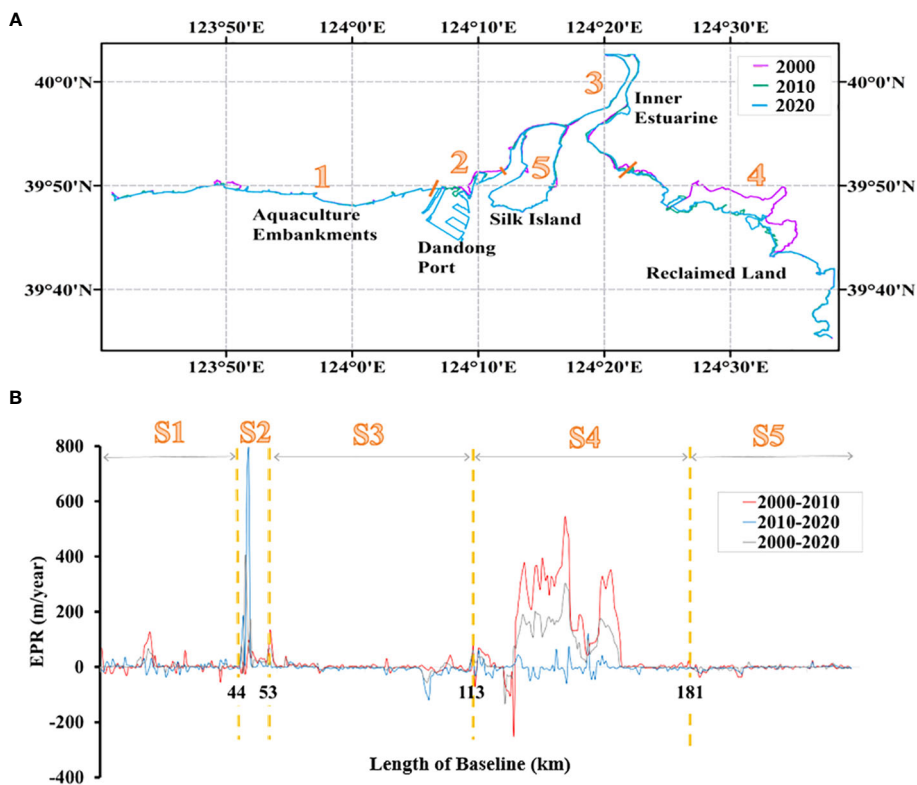 A
123°50'E 124°0'E 124°10'E 124°20'E 124°30'E
40°0'N 40°0'N
39°50'N 39°50'N
39°40'N 39°40'N
2000
2010
2020
3
Inner
Estuarine
1
2
5
4
Aquaculture
Embankments
Silk Island
Dandong
Port
Reclaimed Land
123°50'E 124°0'E 124°10'E 124°20'E 124°30'E
B
S1 S2 S3 S4 S5
800
600
400
200
0
-200
-400
EPR (m/year)
2000-2010
2010-2020
2000-2020
44 53 113 181
Length of Baseline (km)